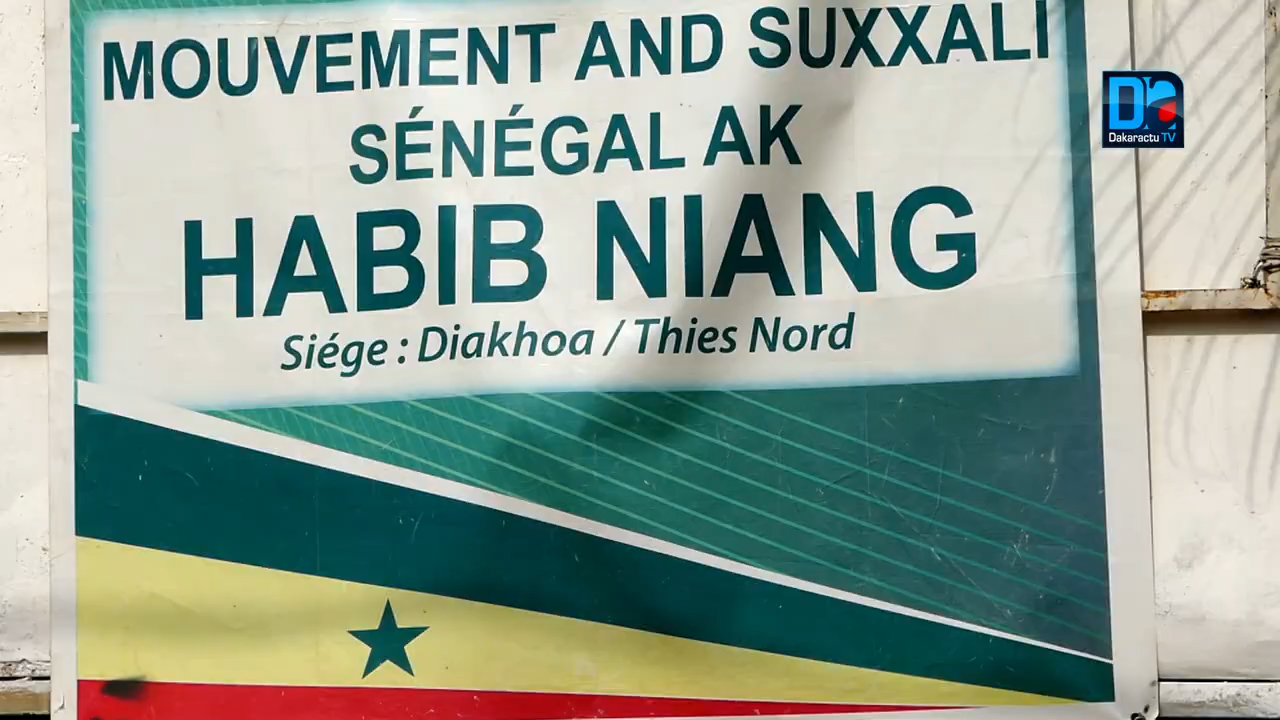 MOUVEMENT AND SUXXALI
SÉNÉGAL AK
HABIB NIANG
Siége : Diakhoa / Thies Nord
Dakaractu TV